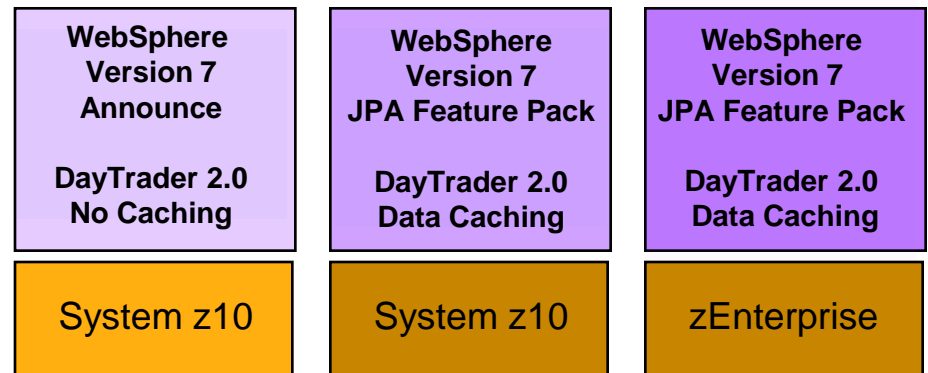 WebSphere
Version 7
Announce
DayTrader 2.0
No Caching
System z10
WebSphere
Version 7
JPA Feature Pack
DayTrader 2.0
Data Caching
System z10
WebSphere
Version 7
JPA Feature Pack
DayTrader 2.0
Data Caching
zEnterprise